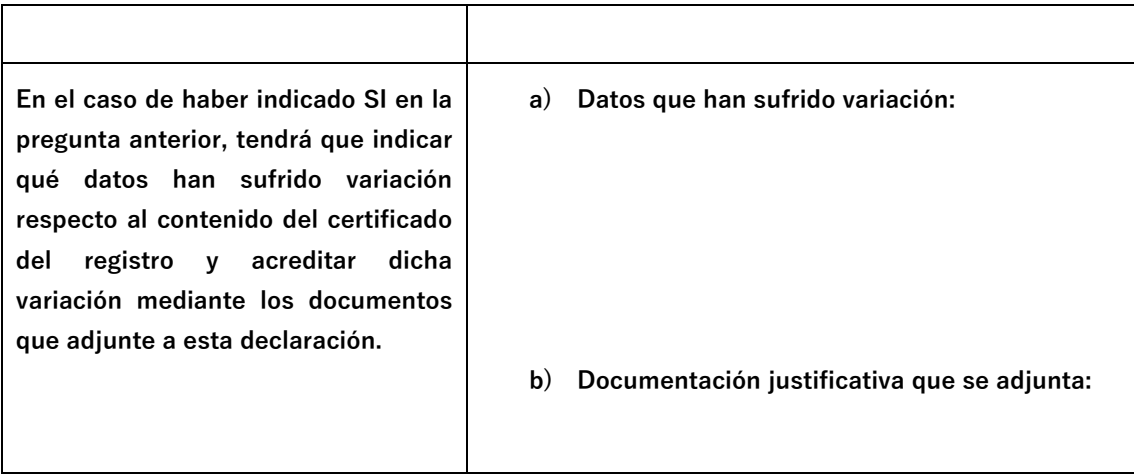 En el caso de haber indicado SI en la
pregunta anterior, tendrá que indicar
qué datos han sufrido variación
respecto al contenido del certificado
del registro y acreditar dicha
variación mediante los documentos
que adjunte a esta declaración.
a) Datos que han sufrido variación:
b) Documentación justificativa que se adjunta: